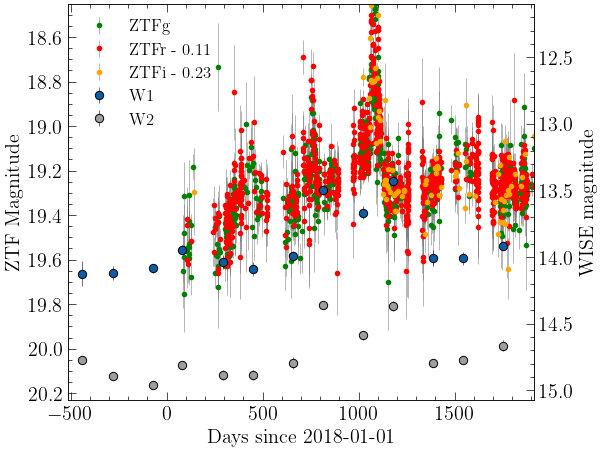 ZTFg
ZTFr - 0.11
ZTFi - 0.23
W1
W2
18.6
18.8
19.0
19.2
19.4
19.6
19.8
20.0
20.2
ZTF Magnitude
12.5
13.0
13.5
14.0
14.5
15.0
WISE magnitude
−500
0
500
1000
1500
Days since 2018-01-01